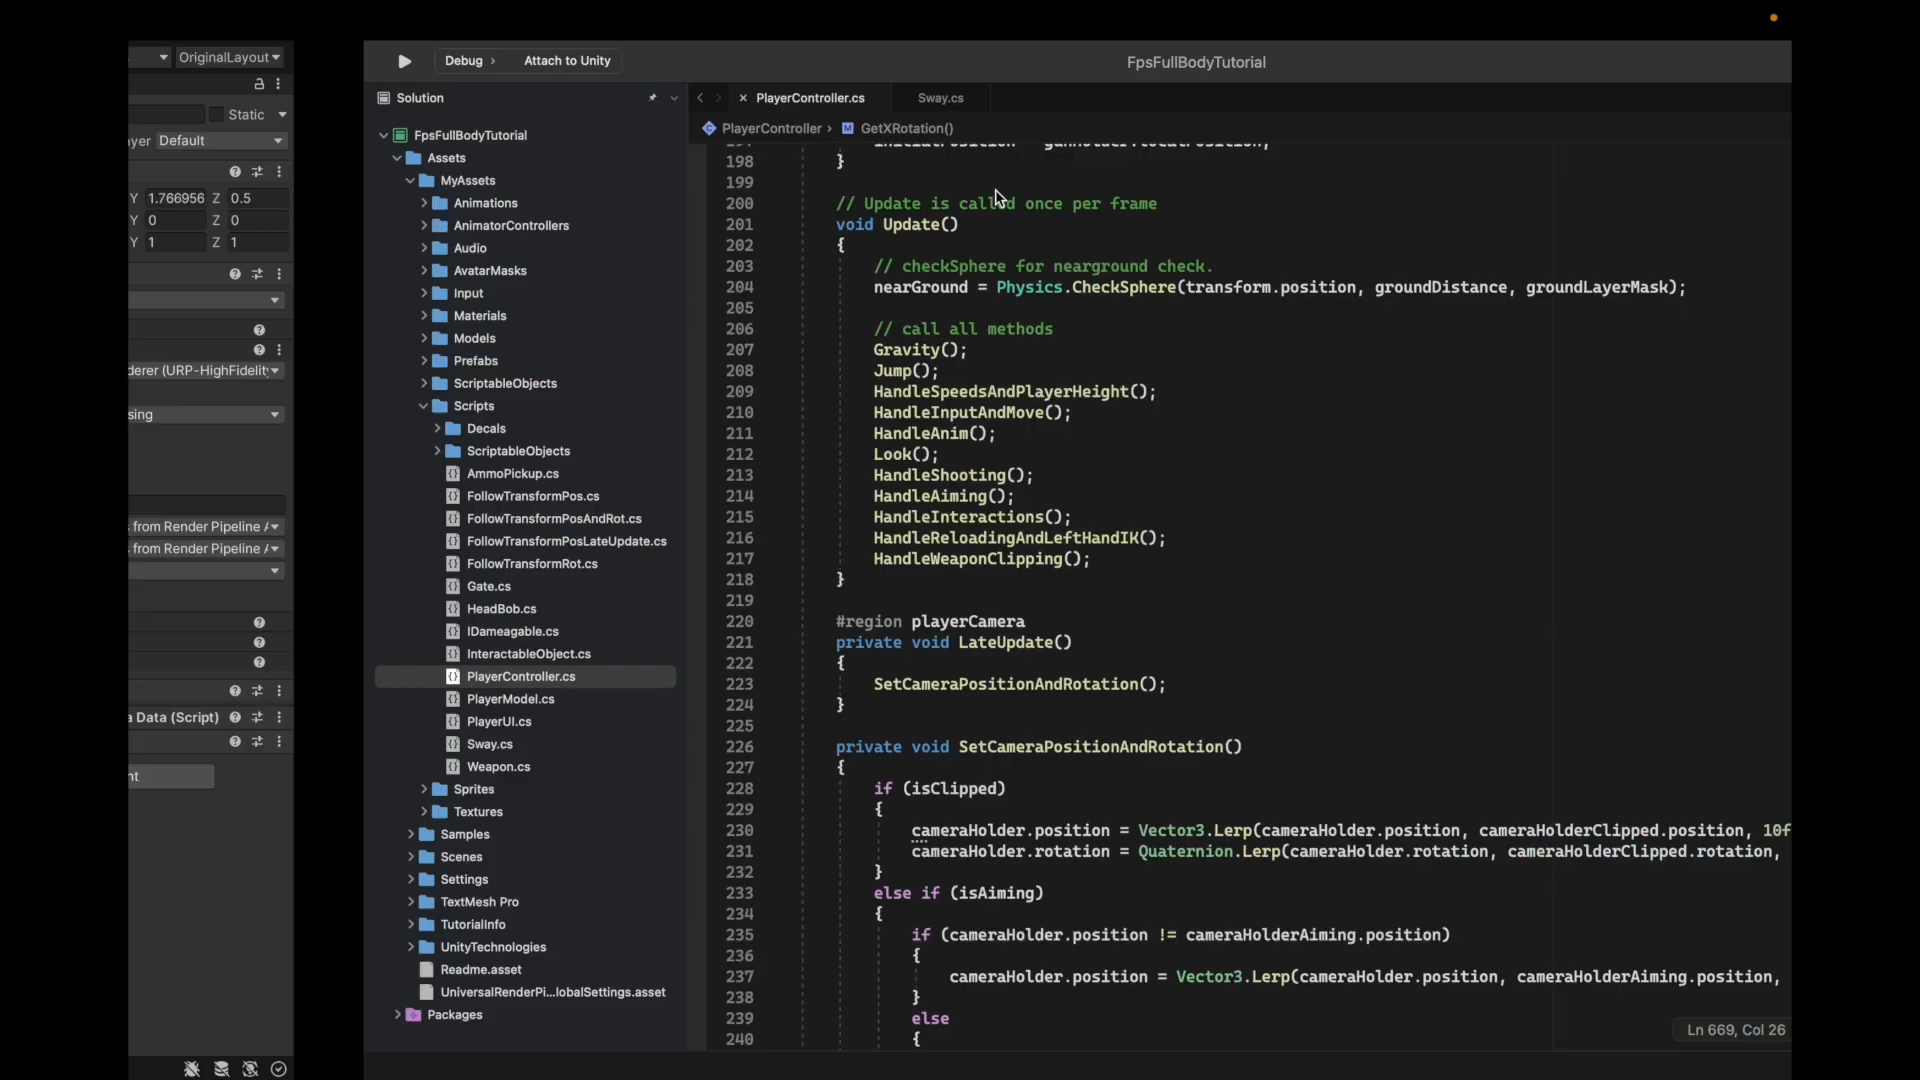 OriginalLayout
Static
yer Default
Y 1.766956 Z 0.5
Y 0 Z 0
Y 1 Z 1
derer (URP-HighFidelity
sing
from Render Pipeline
from Render Pipeline
a Data (Script)
nt
Debug › Attach to Unity
FpsFullBodyTutorial
Solution
FpsFullBodyTutorial
Assets
MyAssets
Animations
AnimatorControllers
Audio
AvatarMasks
Input
Materials
Models
Prefabs
ScriptableObjects
Scripts
Decals
ScriptableObjects
AmmoPickup.cs
FollowTransformPos.cs
FollowTransformPosAndRot.cs
FollowTransformPosLateUpdate.cs
FollowTransformRot.cs
Gate.cs
HeadBob.cs
IDameagable.cs
InteractableObject.cs
PlayerController.cs
PlayerModel.cs
PlayerUI.cs
Sway.cs
Weapon.cs
Sprites
Textures
Samples
Scenes
Settings
TextMesh Pro
TutorialInfo
UnityTechnologies
Readme.asset
UniversalRenderPi...lobalSettings.asset
Packages
PlayerController.cs Sway.cs
PlayerController › M GetXRotation()
197 initialPosition = gunHolder.localPosition;
198 }
199
200 // Update is called once per frame
201 void Update()
202 {
203 // checkSphere for nearground check.
204 nearGround = Physics.CheckSphere(transform.position, groundDistance, groundLayerMask);
205
206 // call all methods
207 Gravity();
208 Jump();
209 HandleSpeedsAndPlayerHeight();
210 HandleInputAndMove();
211 HandleAnim();
212 Look();
213 HandleShooting();
214 HandleAiming();
215 HandleInteractions();
216 HandleReloadingAndLeftHandIK();
217 HandleWeaponClipping();
218 }
219
220 #region playerCamera
221 private void LateUpdate()
222 {
223 SetCameraPositionAndRotation();
224 }
225
226 private void SetCameraPositionAndRotation()
227 {
228 if (isClipped)
229 {
230 cameraHolder.position = Vector3.Lerp(cameraHolder.position, cameraHolderClipped.position, 10f
231 cameraHolder.rotation = Quaternion.Lerp(cameraHolder.rotation, cameraHolderClipped.rotation,
232 }
233 else if (isAiming)
234 {
235 if (cameraHolder.position != cameraHolderAiming.position)
236 {
237 cameraHolder.position = Vector3.Lerp(cameraHolder.position, cameraHolderAiming.position,
238 }
239 else
240 {
Ln 669, Col 26